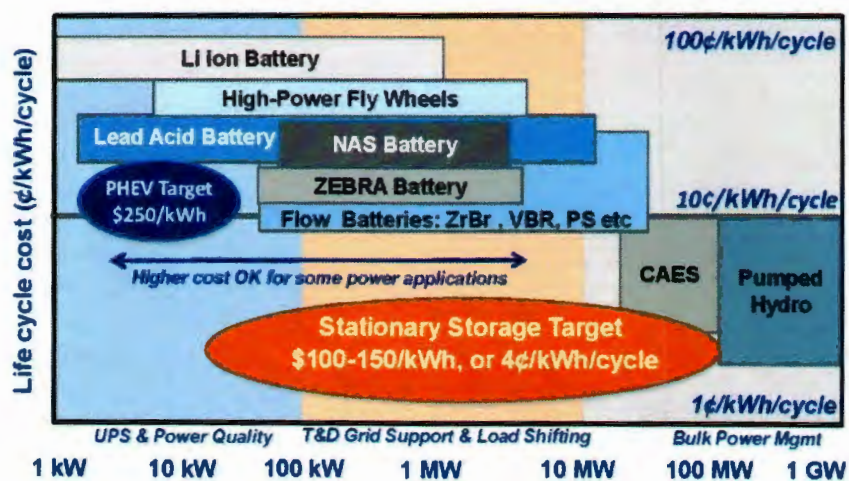 Life cycle cost (¢/kWh/cycle)
100¢/kWh/cycle
Li Ion Battery
High-Power Fly Wheels
Lead Acid Battery
NAS Battery
PHEV Target
$250/kWh
ZEBRA Battery
10¢/kWh/cycle
Flow Batteries: ZrBr , VBR, PS etc
Higher cost OK for some power applications
CAES
Pumped
Hydro
Stationary Storage Target
$100-150/kWh, or 4¢/kWh/cycle
1¢/kWh/cycle
UPS & Power Quality
T&D Grid Support & Load Shifting
Bulk Power Mgmt
1 kW
10 kW
100 kW
1 MW
10 MW
100 MW
1 GW